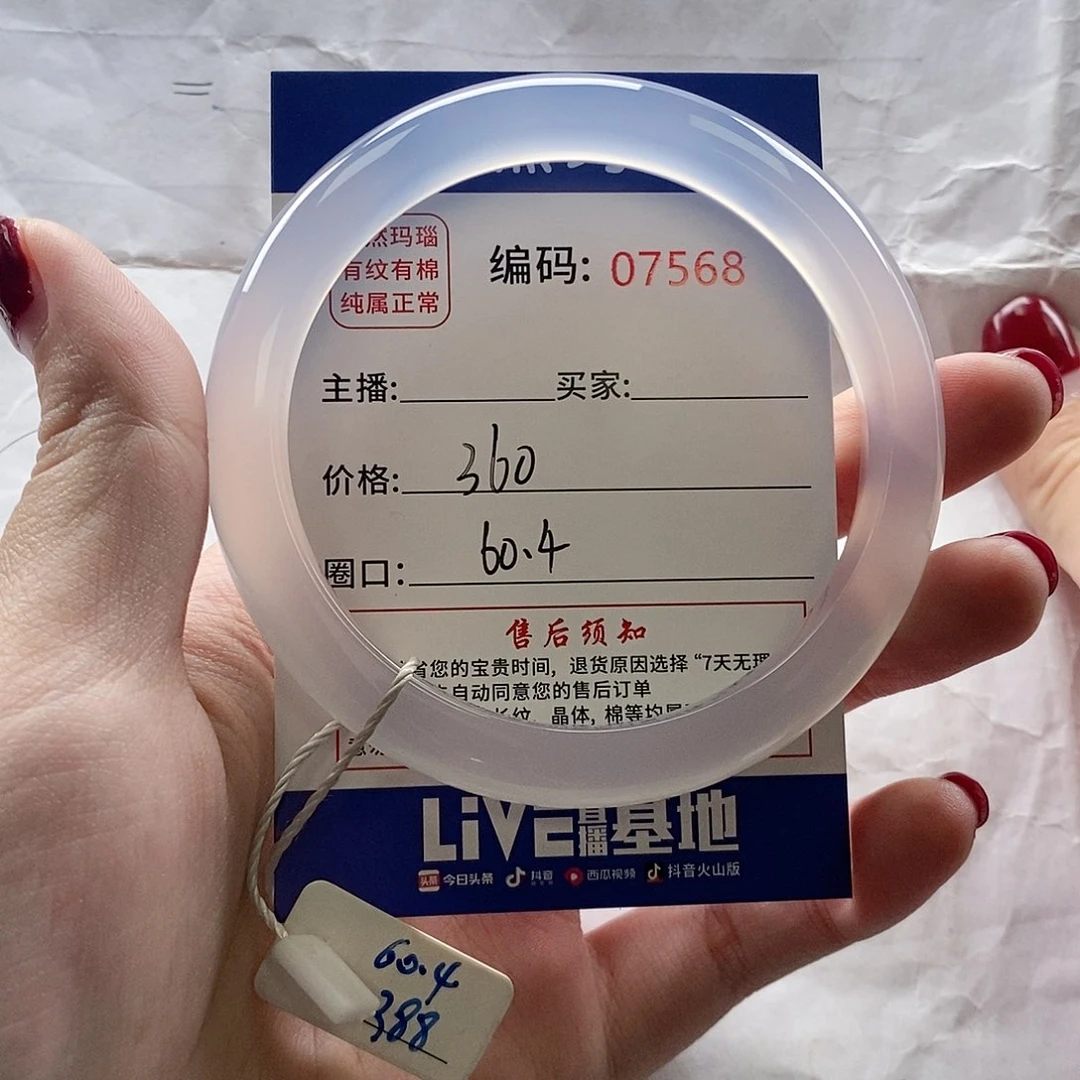 然玛瑙
有纹有棉
纯属正常
编码: 07568
主播: 买家:
价格: 360
圈口: 60.4
售后须知
省您的宝贵时间, 退货原因选择 “7天无理
自动同意您的售后订单
纹 晶体, 棉等均属
LiVE直播基地
头条 今日头条 抖音 西瓜视频 抖音火山版
60.4
388